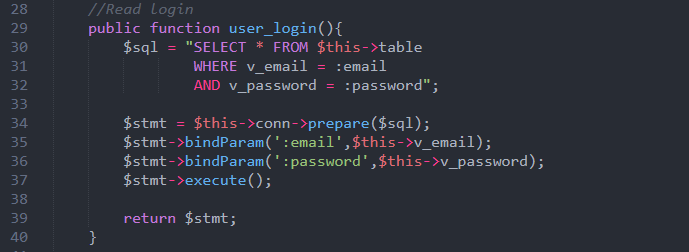 28 //Read login
29 public function user_login(){
30 $sql = "SELECT * FROM $this->table
31 WHERE v_email = :email
32 AND v_password = :password";
33
34 $stmt = $this->conn->prepare($sql);
35 $stmt->bindParam(':email',$this->v_email);
36 $stmt->bindParam(':password',$this->v_password);
37 $stmt->execute();
38
39 return $stmt;
40 }